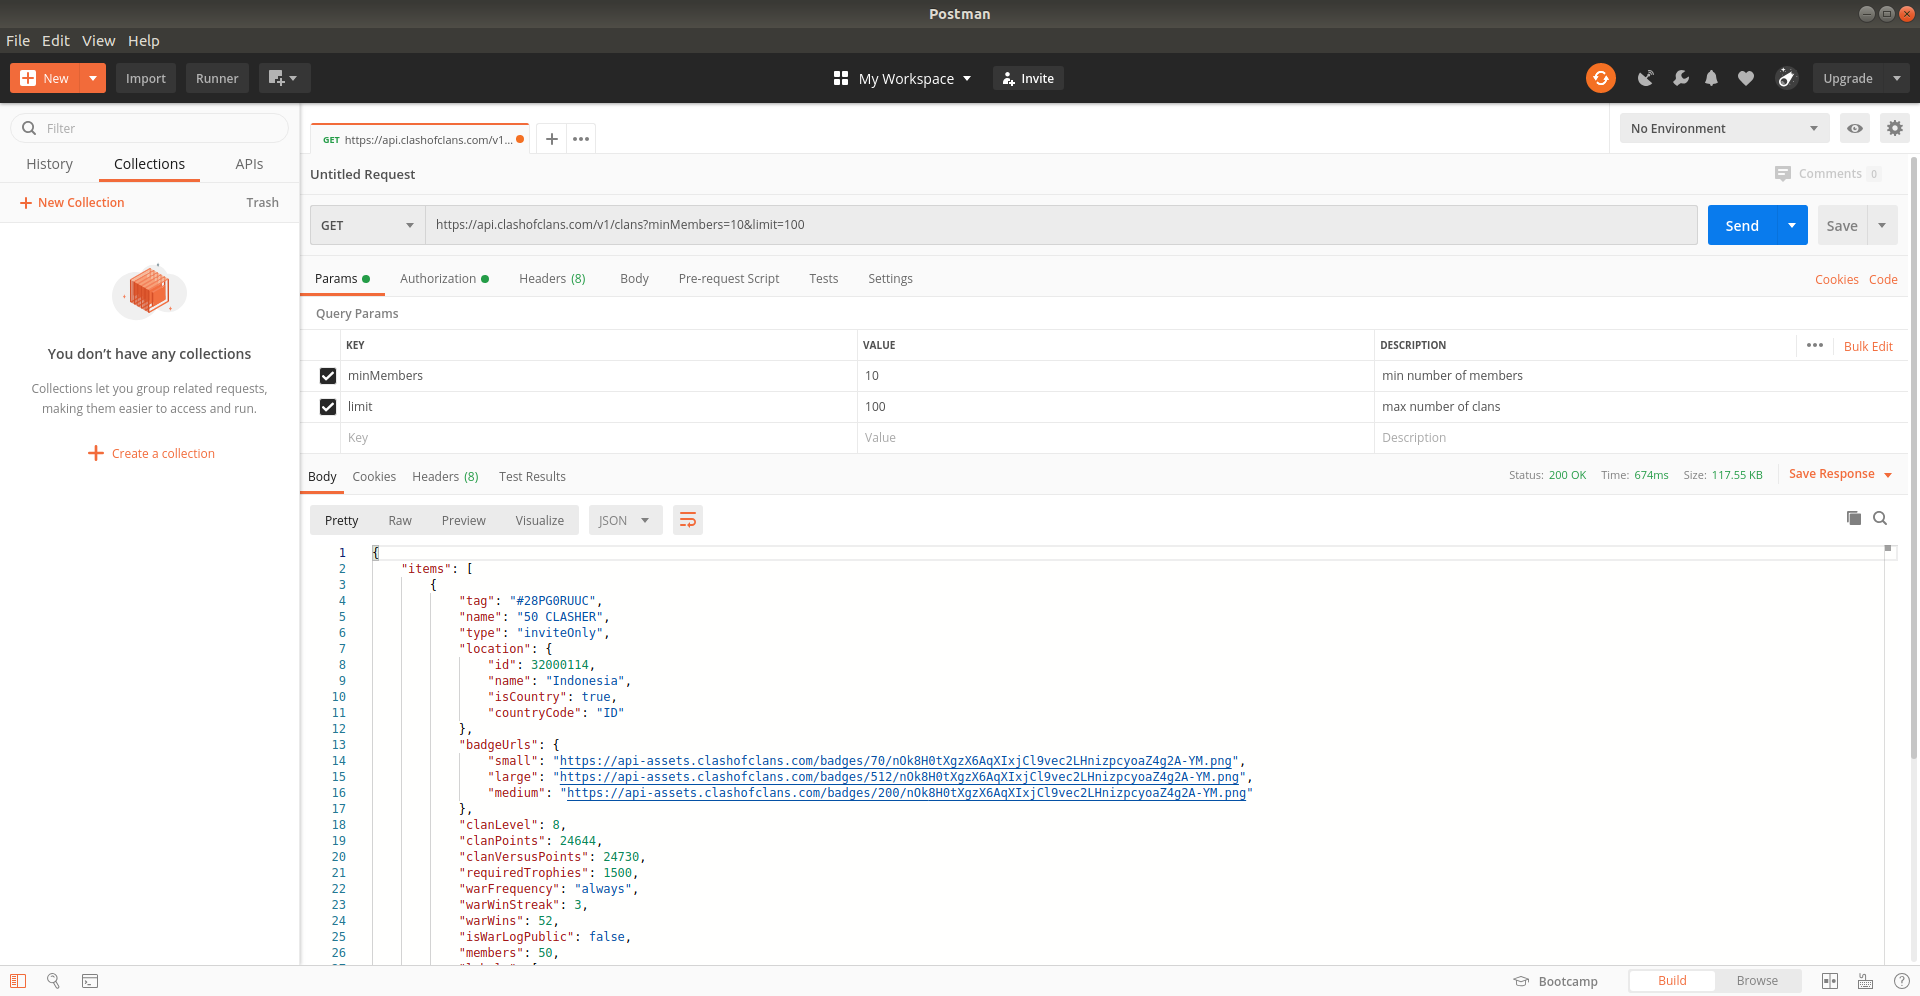 Postman
File Edit View Help
New Import Runner My Workspace Invite Upgrade
Filter
History Collections APIs
New Collection Trash
You don't have any collections
Collections let you group related requests,
making them easier to access and run.
Create a collection
GET https://api.clashofclans.com/v1...
No Environment
Untitled Request
Comments 0
GET https://api.clashofclans.com/v1/clans?minMembers=10&limit=100 Send Save
Params Authorization Headers (8) Body Pre-request Script Tests Settings Cookies Code
Query Params
KEY VALUE DESCRIPTION Bulk Edit
minMembers 10 min number of members
limit 100 max number of clans
Key Value Description
Body Cookies Headers (8) Test Results Status: 200 OK Time: 674ms Size: 117.55 KB Save Response
Pretty Raw Preview Visualize JSON
1 {
2 "items": [
3 {
4 "tag": "#28PG0RUUC",
5 "name": "50 CLASHER",
6 "type": "inviteOnly",
7 "location": {
8 "id": 32000114,
9 "name": "Indonesia",
10 "isCountry": true,
11 "countryCode": "ID"
12 },
13 "badgeUrls": {
14 "small": "https://api-assets.clashofclans.com/badges/70/nOk8H0tXgzX6AqXIxjCl9vec2LHnizpcyoaZ4g2A-YM.png",
15 "large": "https://api-assets.clashofclans.com/badges/512/nOk8H0tXgzX6AqXIxjCl9vec2LHnizpcyoaZ4g2A-YM.png",
16 "medium": "https://api-assets.clashofclans.com/badges/200/nOk8H0tXgzX6AqXIxjCl9vec2LHnizpcyoaZ4g2A-YM.png"
17 },
18 "clanLevel": 8,
19 "clanPoints": 24644,
20 "clanVersusPoints": 24730,
21 "requiredTrophies": 1500,
22 "warFrequency": "always",
23 "warWinStreak": 3,
24 "warWins": 52,
25 "isWarLogPublic": false,
26 "members": 50,
Bootcamp Build Browse